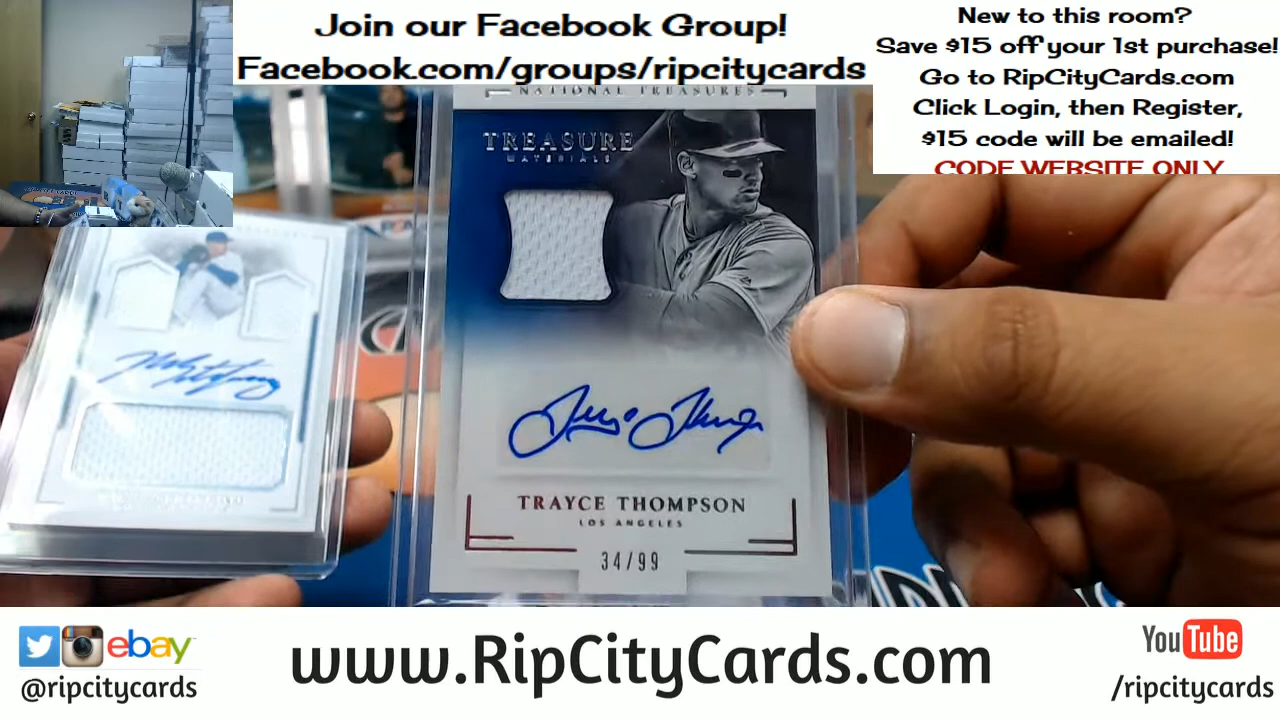 Join our Facebook Group!
Facebook.com/groups/ripcitycards
New to this room?
Save $15 off your 1st purchase!
Go to RipCityCards.com
Click Login, then Register,
$15 code will be emailed!
CODE WEBSITE ONLY
NATIONAL TREASURES
TREASURE
MATERIALS
TRAYCE THOMPSON
LOS ANGELES
34/99
ebay
@ripcitycards
www.RipCityCards.com
YouTube
/ripcitycards